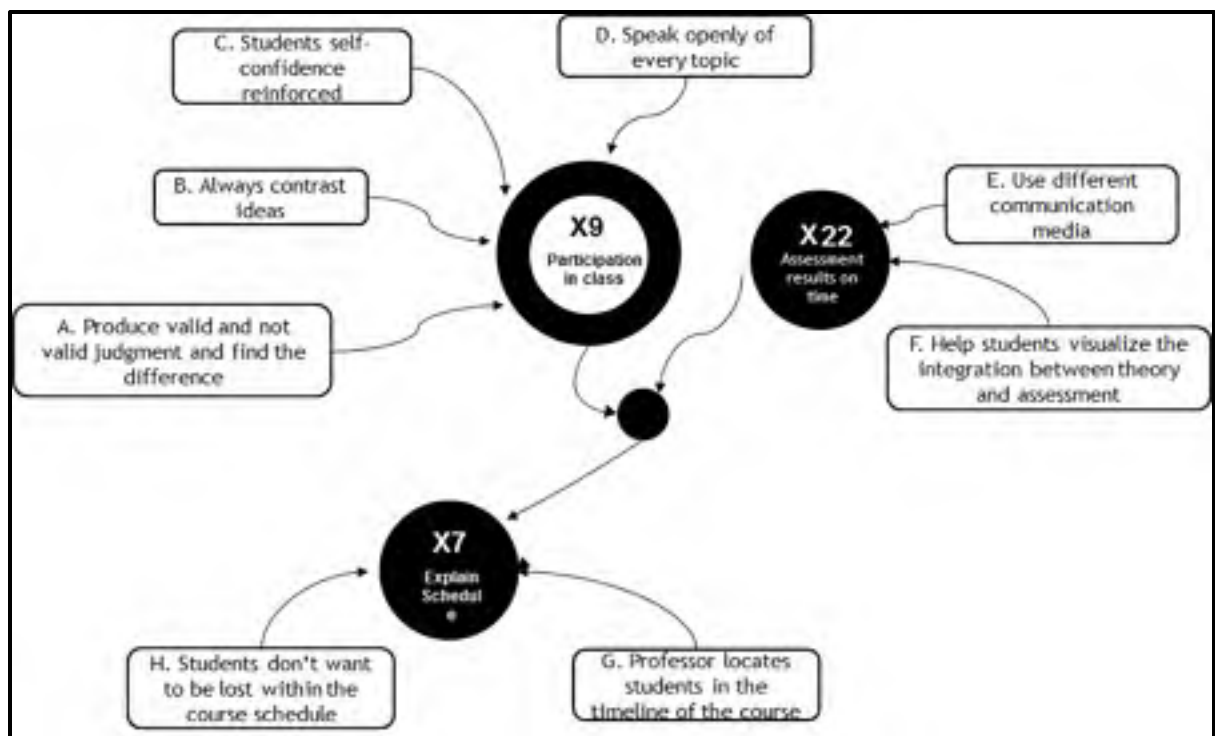 C. Students self-
confidence
reinforced
D. Speak openly of
every topic
B. Always contrast
ideas
X9
Participation
in class
X22
Assessment
results on
time
E. Use different
communication
media
A. Produce valid and not
valid judgment and find the
difference
F. Help students visualize the
integration between theory
and assessment
X7
Explain
Schedul
e
H. Students don't want
to be lost within the
course schedule
G. Professor locates
students in the
timeline of the course